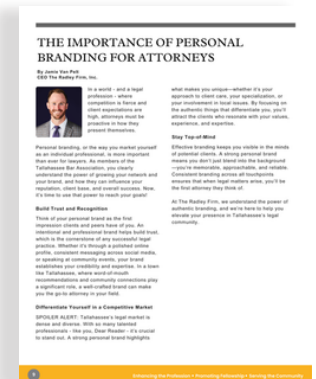 THE IMPORTANCE OF PERSONAL
BRANDING FOR ATTORNEYS
By Jamie Van Pelt
CEO The Radley Firm, Inc.
In a world - and a legal
profession - where
competition is fierce and
client expectations are
high, attorneys must be
proactive in how they
present themselves.
Personal branding, or the way you market yourself
as an individual professional, is more important
than ever for lawyers. As members of the
Tallahassee Bar Association, you clearly
understand the power of growing your network and
your brand, and how they can influence your
reputation, client base, and overall success. Now,
it's time to use that power to reach your goals!
Build Trust and Recognition
Think of your personal brand as the first
impression clients and peers have of you. An
intentional and professional brand helps build trust,
which is the cornerstone of any successful legal
practice. Whether it's through a polished online
profile, consistent messaging across social media,
or speaking at community events, your brand
establishes your credibility and expertise. In a town
like Tallahassee, where word-of-mouth
recommendations and community connections play
a significant role, a well-crafted brand can make
you the go-to attorney in your field.
Differentiate Yourself in a Competitive Market
SPOILER ALERT: Tallahassee's legal market is
dense and diverse. With so many talented
professionals - like you, Dear Reader - it's crucial
to stand out. A strong personal brand highlights
what makes you unique—whether it's your
approach to client care, your specialization, or
your involvement in local issues. By focusing on
the authentic things that differentiate you, you'll
attract the clients who resonate with your values,
experience, and expertise.
Stay Top-of-Mind
Effective branding keeps you visible in the minds
of potential clients. A strong personal brand
means you don't just blend into the background
—you're memorable, approachable, and reliable.
Consistent branding across all touchpoints
ensures that when legal matters arise, you'll be
the first attorney they think of.
At The Radley Firm, we understand the power of
authentic branding, and we're here to help you
elevate your presence in Tallahassee's legal
community.
Enhancing the Profession • Promoting Fellowship • Serving the Community